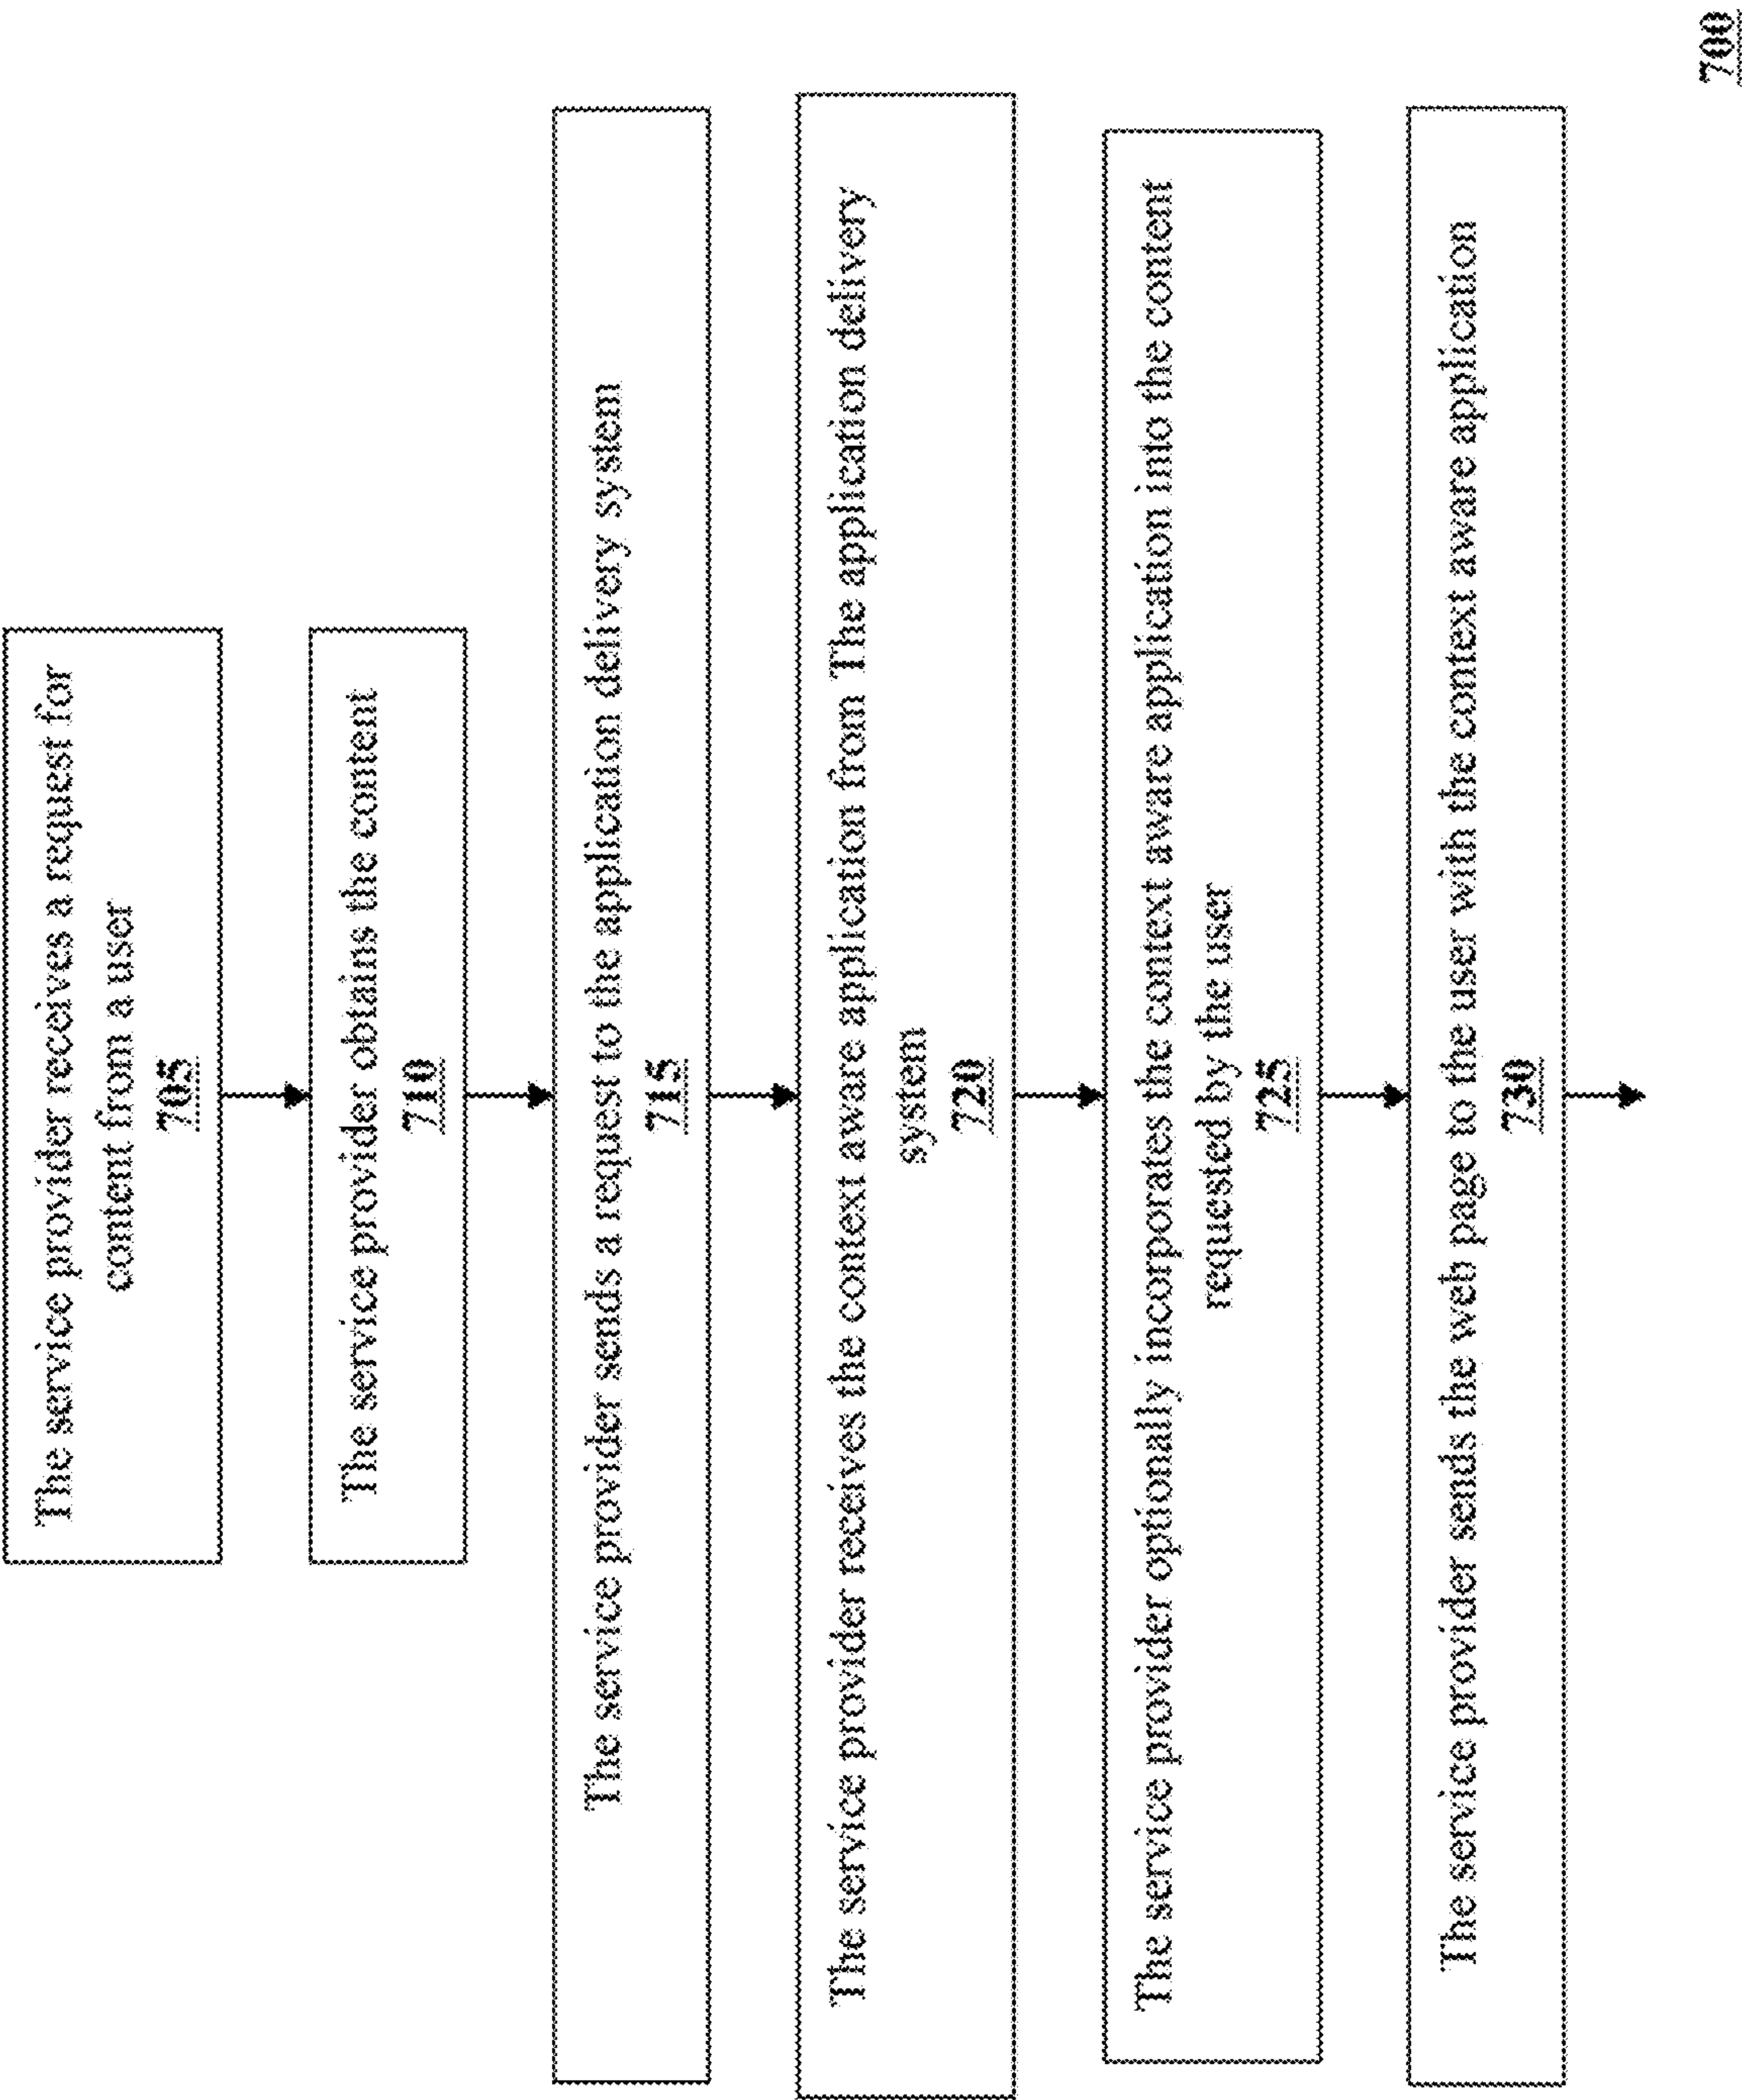 The service provider receives a request for
content from a user
705
The service provider obtains the content
710
The service provider sends a request to the application delivery system
715
The service provider receives the context aware application from The application delivery
system
720
The service provider optionally incorporates the context aware application into the content
requested by the user
725
The service provider sends the web page to the user with the context aware application
730
700